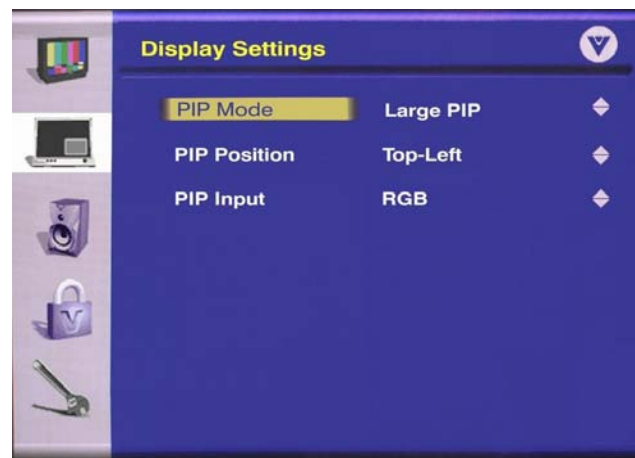 Display Settings
PIP Mode Large PIP
PIP Position Top-Left
PIP Input RGB